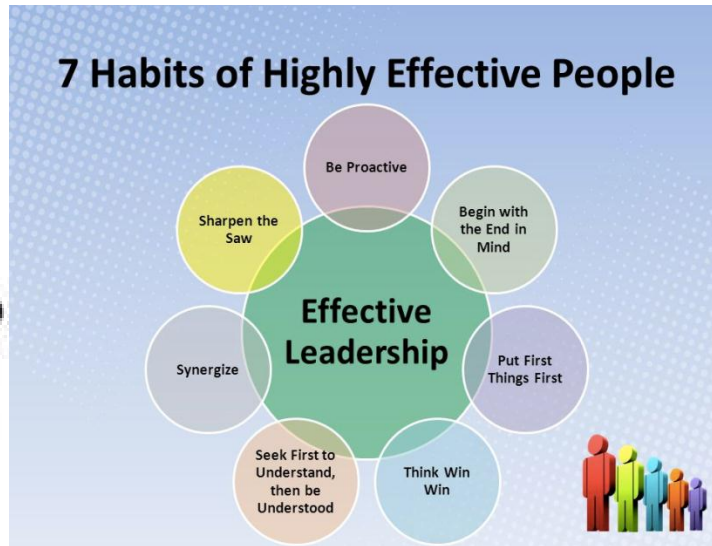 7 Habits of Highly Effective People
Be Proactive
Begin with
the End in
Mind
Put First
Things First
Think Win
Win
Seek First to
Understand,
then be
Understood
Synergize
Sharpen the
Saw
Effective
Leadership